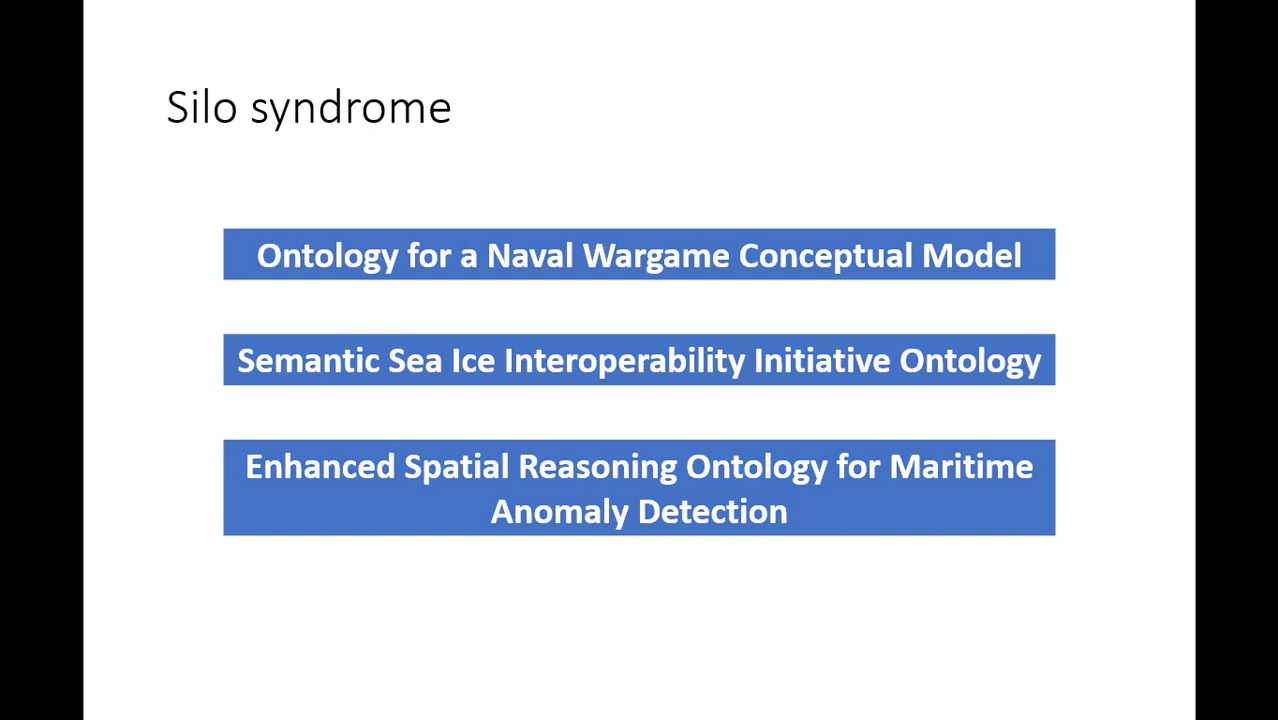 Silo syndrome
Ontology for a Naval Wargame Conceptual Model
Semantic Sea Ice Interoperability Initiative Ontology
Enhanced Spatial Reasoning Ontology for Maritime
Anomaly Detection